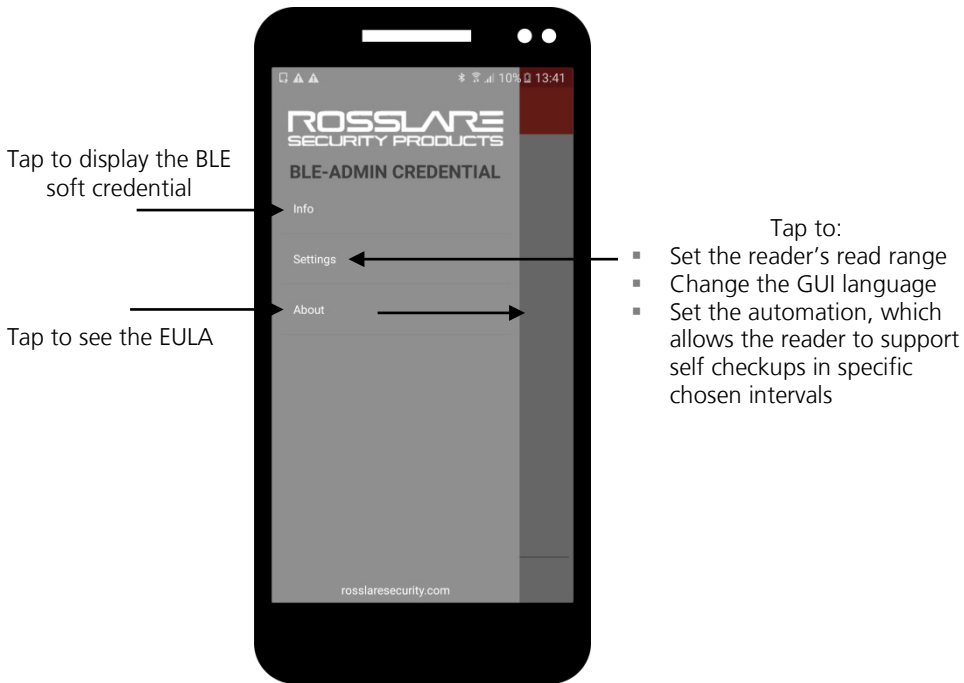 10% 13:41
ROSSLARE
SECURITY PRODUCTS
BLE-ADMIN CREDENTIAL
Info
Settings
About
rosslaresecurity.com
Tap to display the BLE
soft credential
Tap to see the EULA
Tap to:
▪ Set the reader’s read range
▪ Change the GUI language
▪ Set the automation, which
allows the reader to support
self checkups in specific
chosen intervals